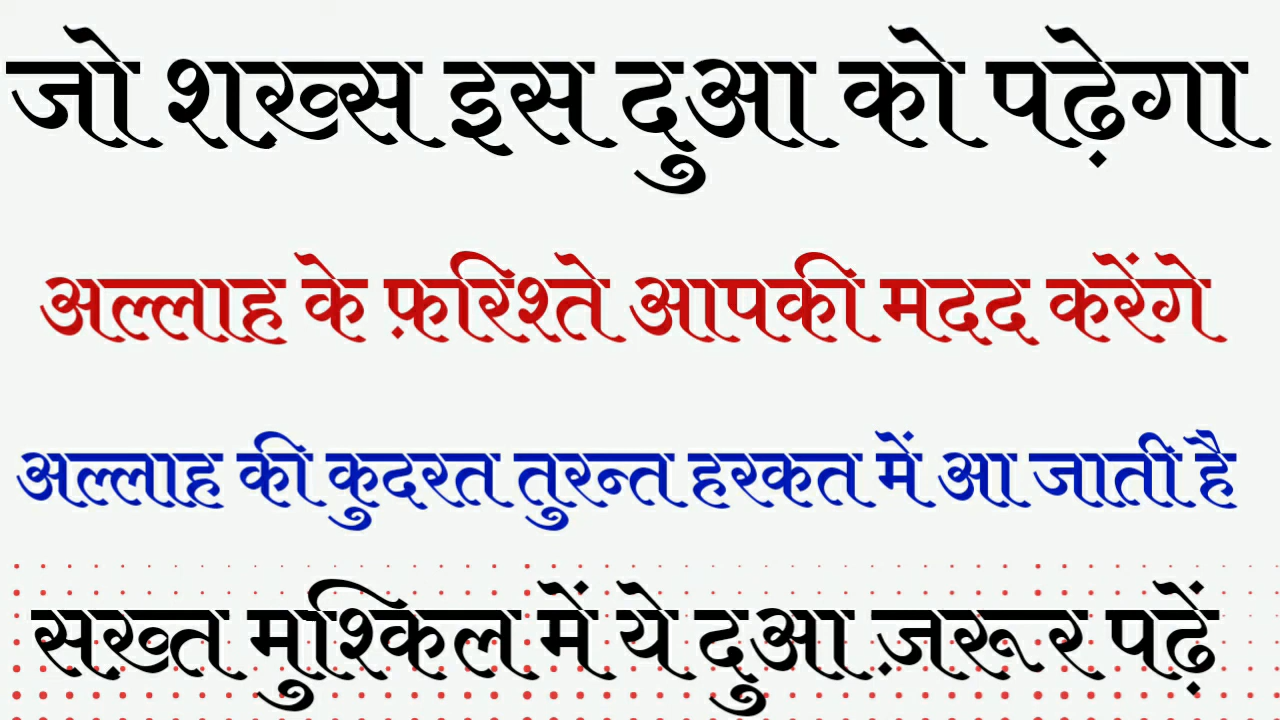 जो शख़्स इस दुआ को पढ़ेगा
अल्लाह के फ़रिश्ते आपकी मदद करेंगे
अल्लाह की कुदरत तुरन्त हरकत में आ जाती है
सख़्त मुश्किल में ये दुआ ज़रूर पढ़ें